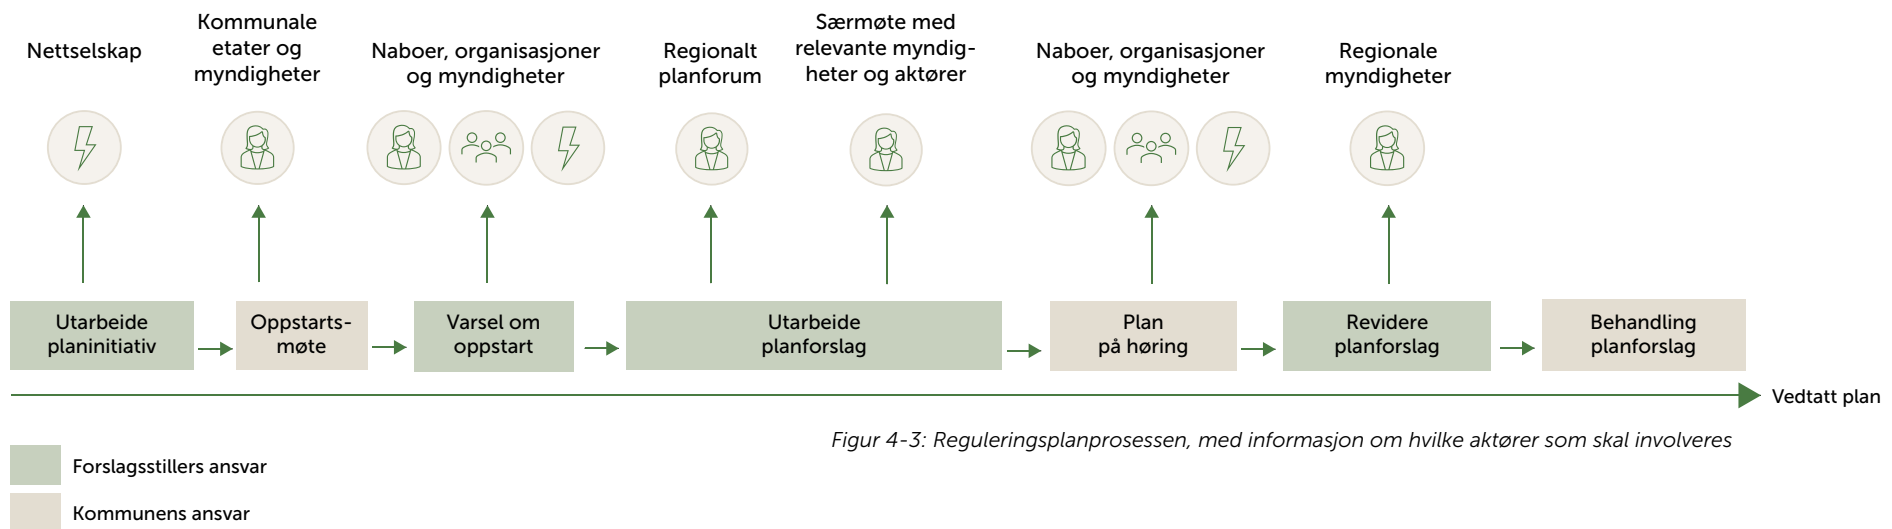 Nettselskap
Kommunale
etater og
myndigheter
Naboer, organisasjoner
og myndigheter
Regionalt
planforum
Særmøte med
relevante myndig-
heter og aktører
Naboer, organisasjoner
og myndigheter
Regionale
myndigheter
Utarbeide
planinitiativ
Oppstarts-
møte
Varsel om
oppstart
Utarbeide
planforslag
Plan
på høring
Revidere
planforslag
Behandling
planforslag
Vedtatt plan
Figur 4-3: Reguleringsplanprosessen, med informasjon om hvilke aktører som skal involveres
Forslagsstillers ansvar
Kommunens ansvar